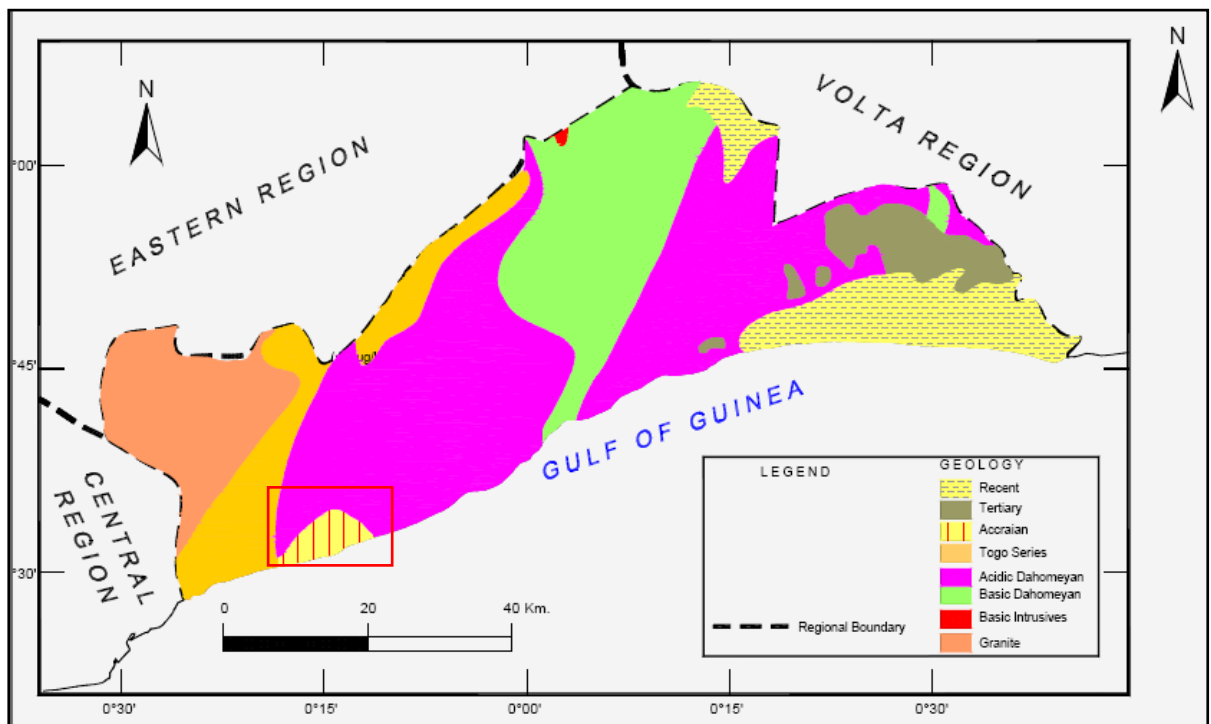 N
N
VOLTA REGION
EASTERN REGION
°00'
ug/
°45'
GULF OF GUINEA
CENTRAL
REGION
°30'
0 20 40 Km.
LEGEND
GEOLOGY
Recent
Tertiary
Accraian
Togo Series
Acidic Dahomeyan
Basic Dahomeyan
Basic Intrusives
Granite
Regional Boundary
0°30' 0°15' 0°00' 0°15' 0°30'